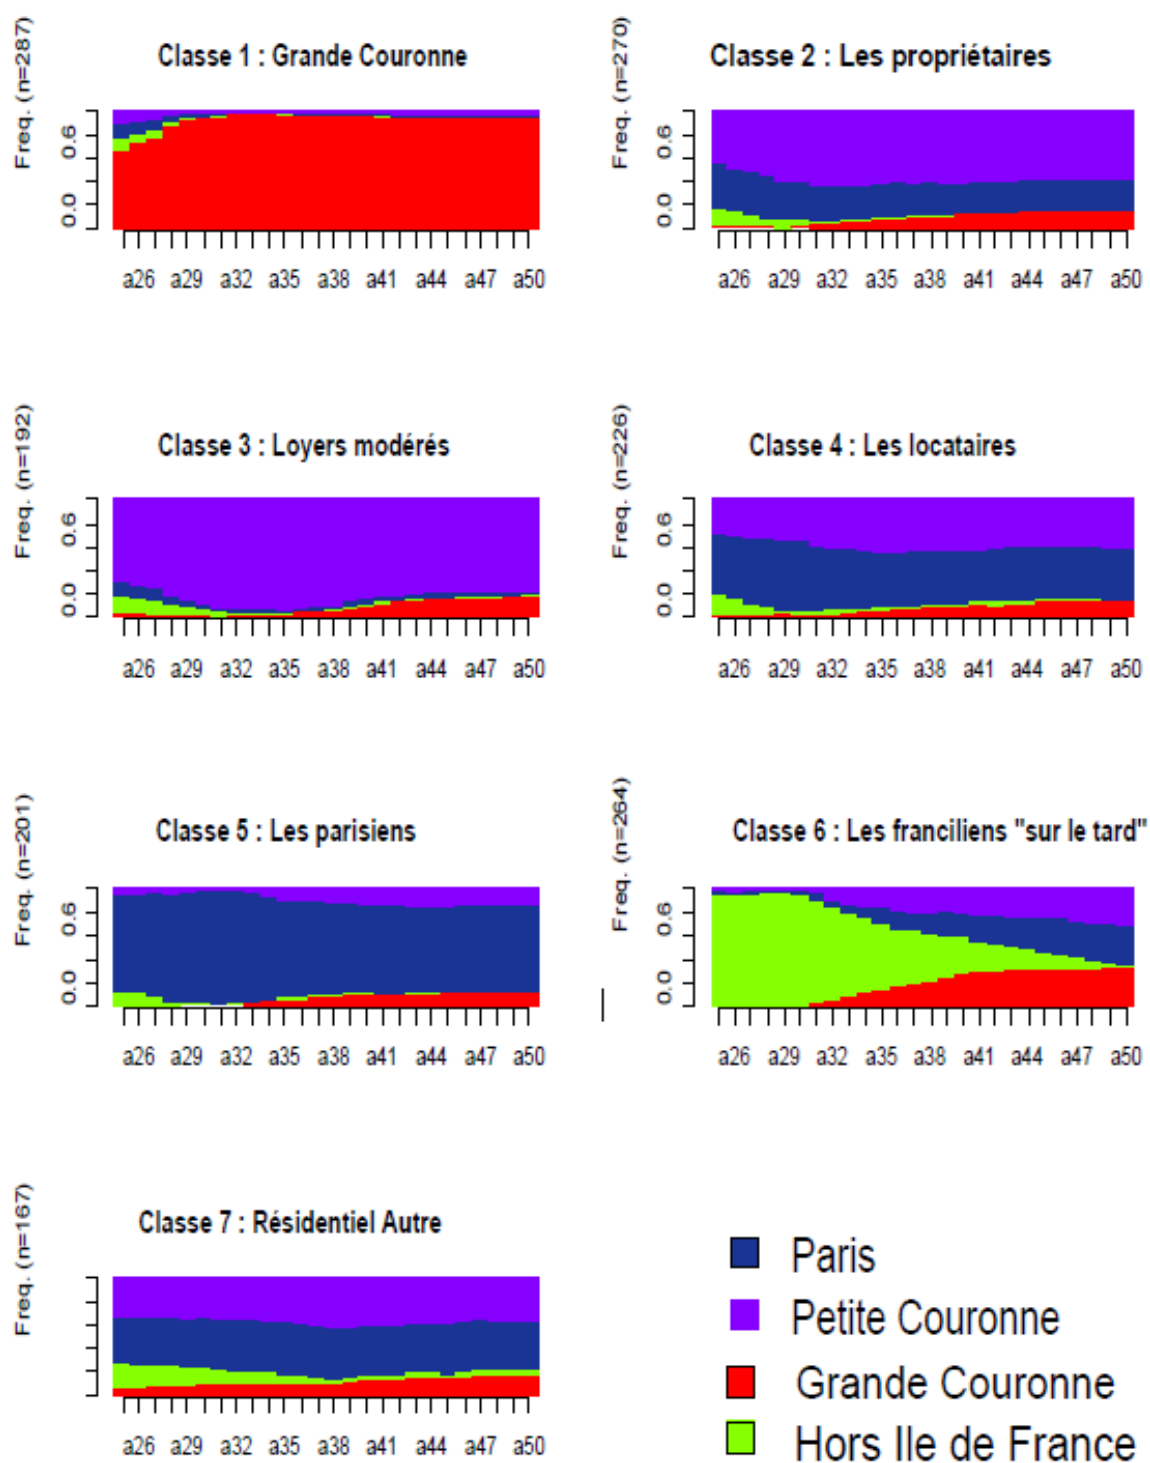 Classe 1 : Grande Couronne
Freq. (n=287)
0.6
0.0
a26 a29 a32 a35 a38 a41 a44 a47 a50
Classe 2 : Les propriétaires
Freq. (n=270)
0.6
0.0
a26 a29 a32 a35 a38 a41 a44 a47 a50
Classe 3 : Loyers modérés
Freq. (n=192)
0.6
0.0
a26 a29 a32 a35 a38 a41 a44 a47 a50
Classe 4 : Les locataires
Freq. (n=226)
0.6
0.0
a26 a29 a32 a35 a38 a41 a44 a47 a50
Classe 5 : Les parisiens
Freq. (n=201)
0.6
0.0
a26 a29 a32 a35 a38 a41 a44 a47 a50
Classe 6 : Les franciliens "sur le tard"
Freq. (n=264)
0.6
0.0
a26 a29 a32 a35 a38 a41 a44 a47 a50
Classe 7 : Résidentiel Autre
Freq. (n=167)
a26 a29 a32 a35 a38 a41 a44 a47 a50
Paris
Petite Couronne
Grande Couronne
Hors Ile de France